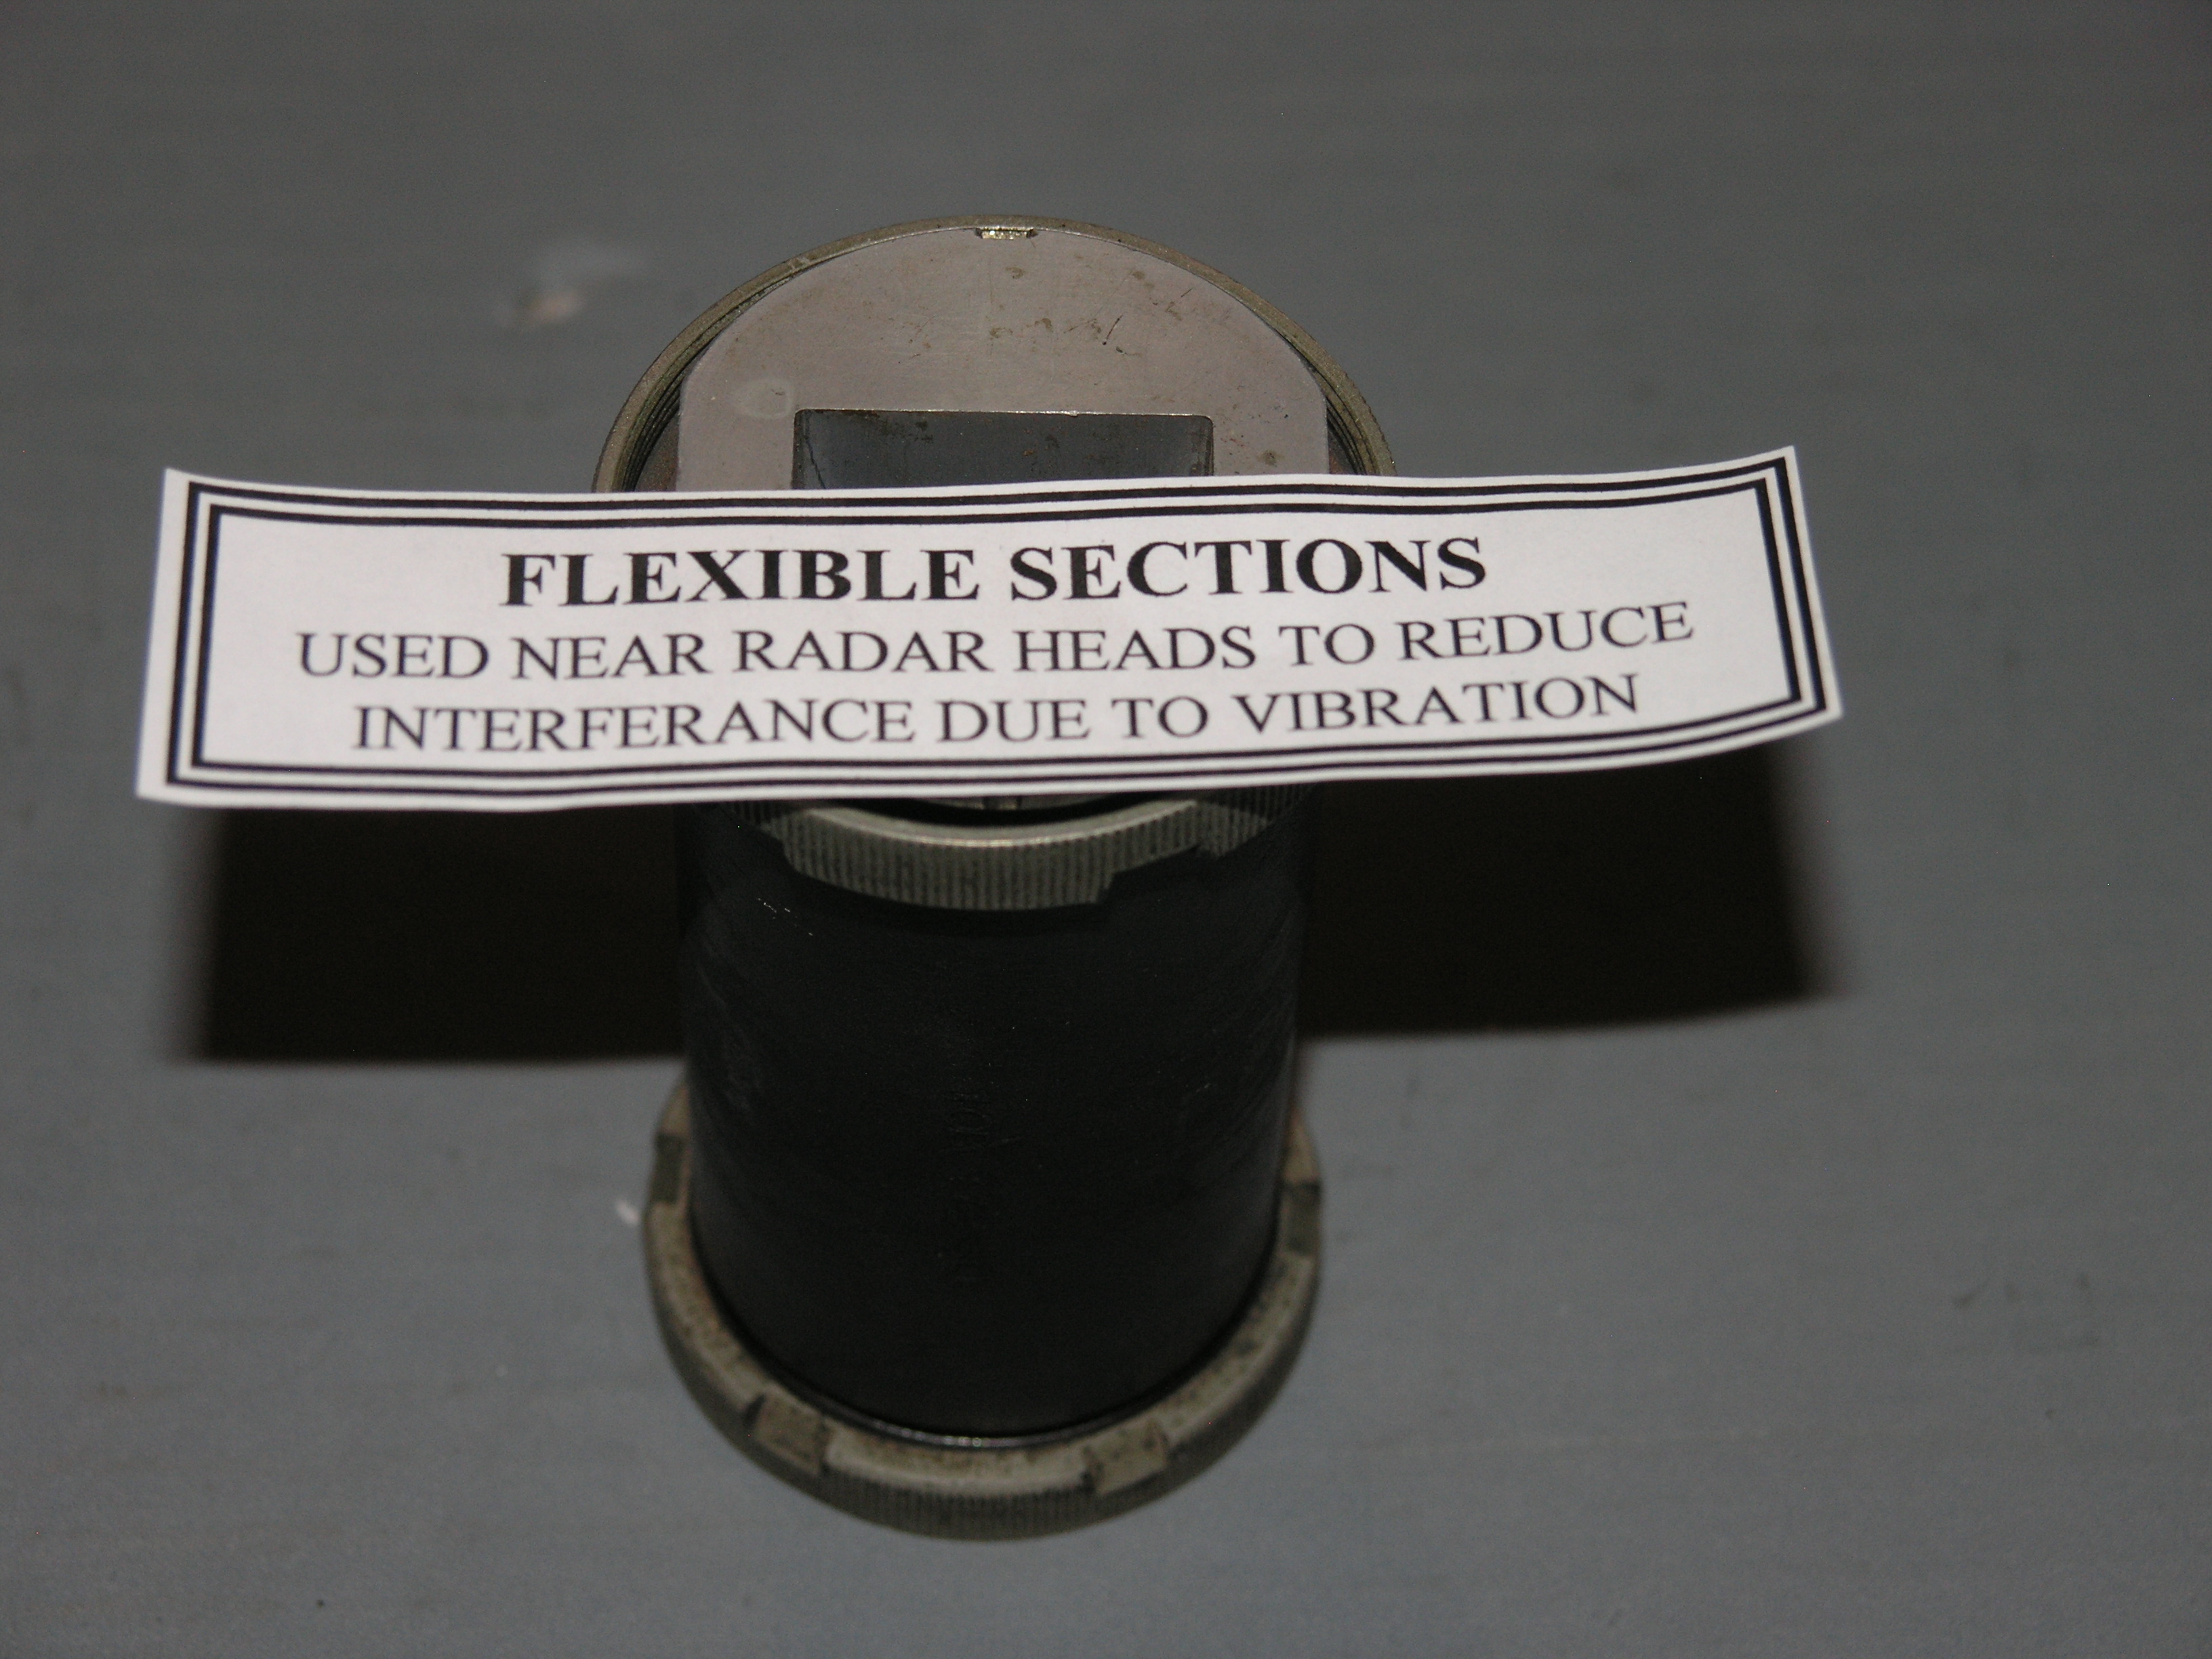 FLEXIBLE SECTIONS
USED NEAR RADAR HEADS TO REDUCE
INTERFERANCE DUE TO VIBRATION